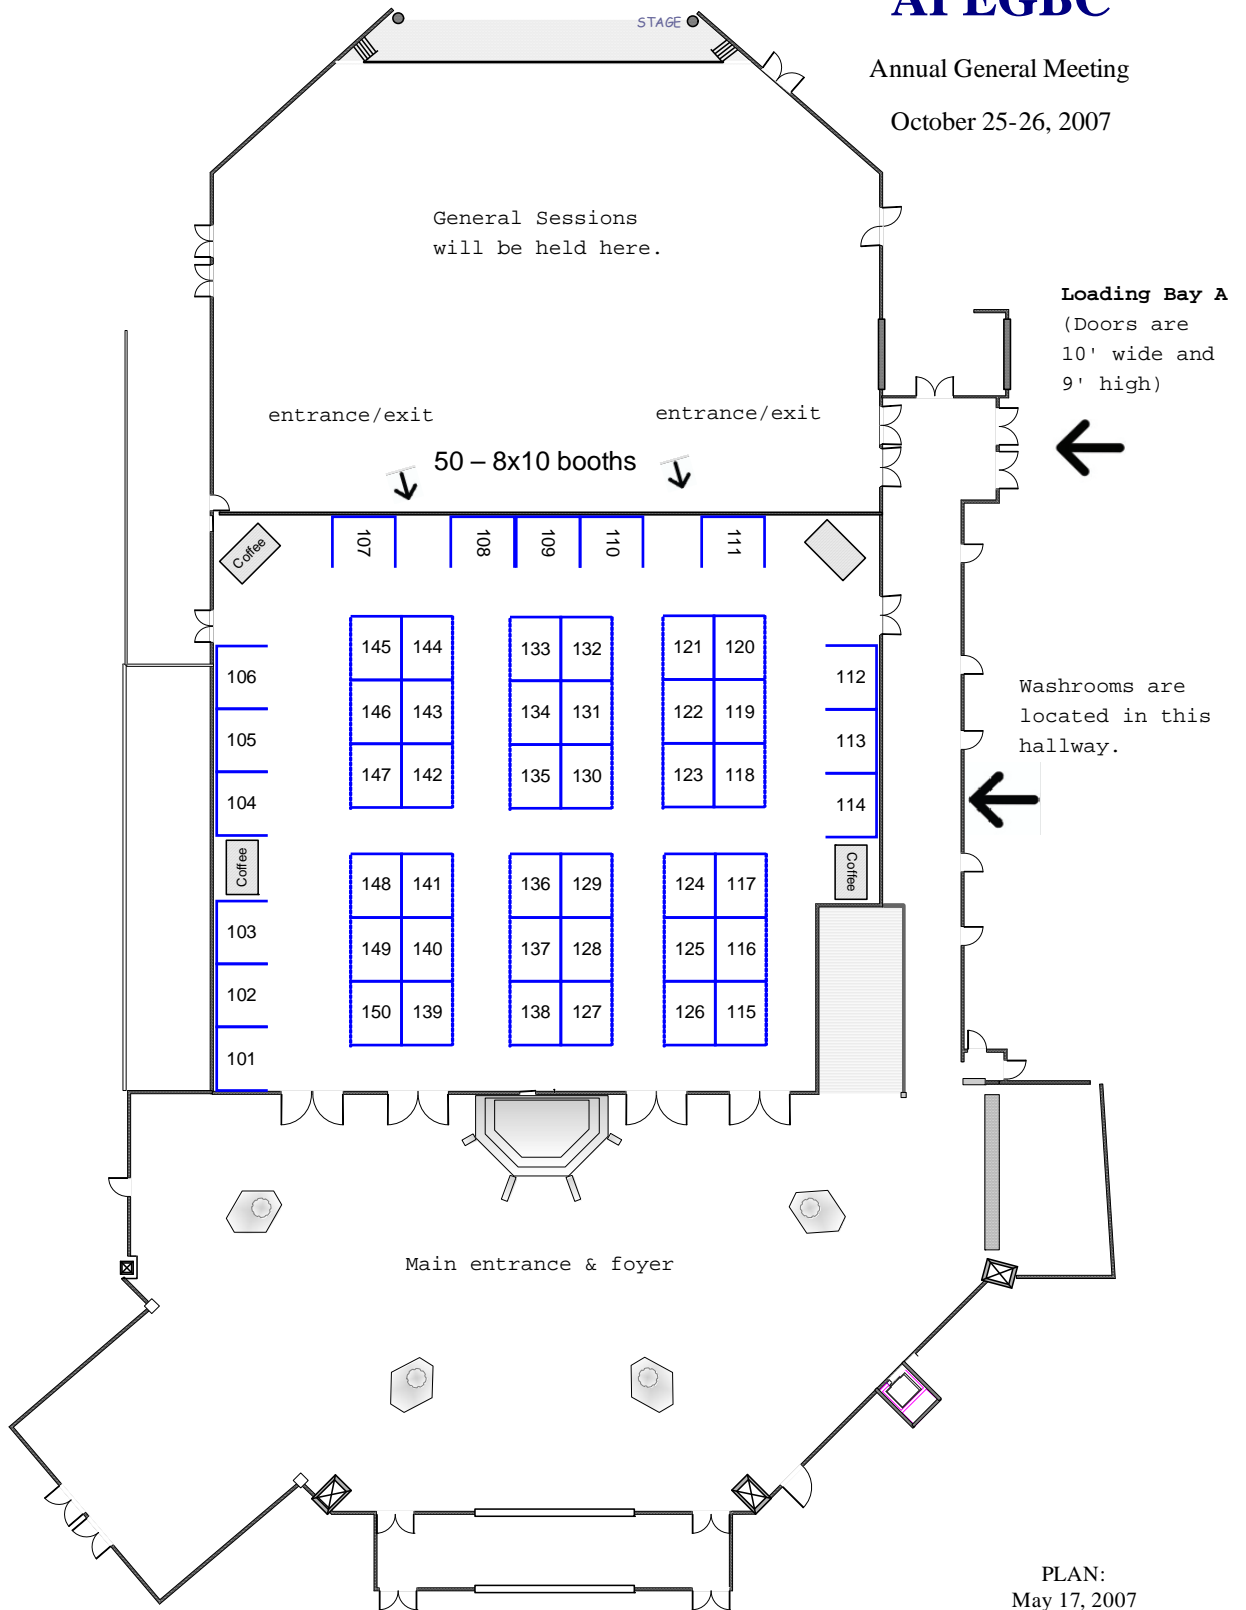 STAGE
APEGBC
Annual General Meeting
October 25-26, 2007
General Sessions
will be held here.
Loading Bay A
(Doors are
10' wide and
9' high)
entrance/exit
entrance/exit
50 – 8x10 booths
Coffee
107
108
109
110
111
145 144
133 132
121 120
106
112
146 143
134 131
122 119
105
113
147 142
135 130
123 118
104
114
Washrooms are
located in this
hallway.
Coffee
Coffee
148 141
136 129
124 117
103
149 140
137 128
125 116
102
150 139
138 127
126 115
101
Main entrance & foyer
PLAN:
May 17, 2007